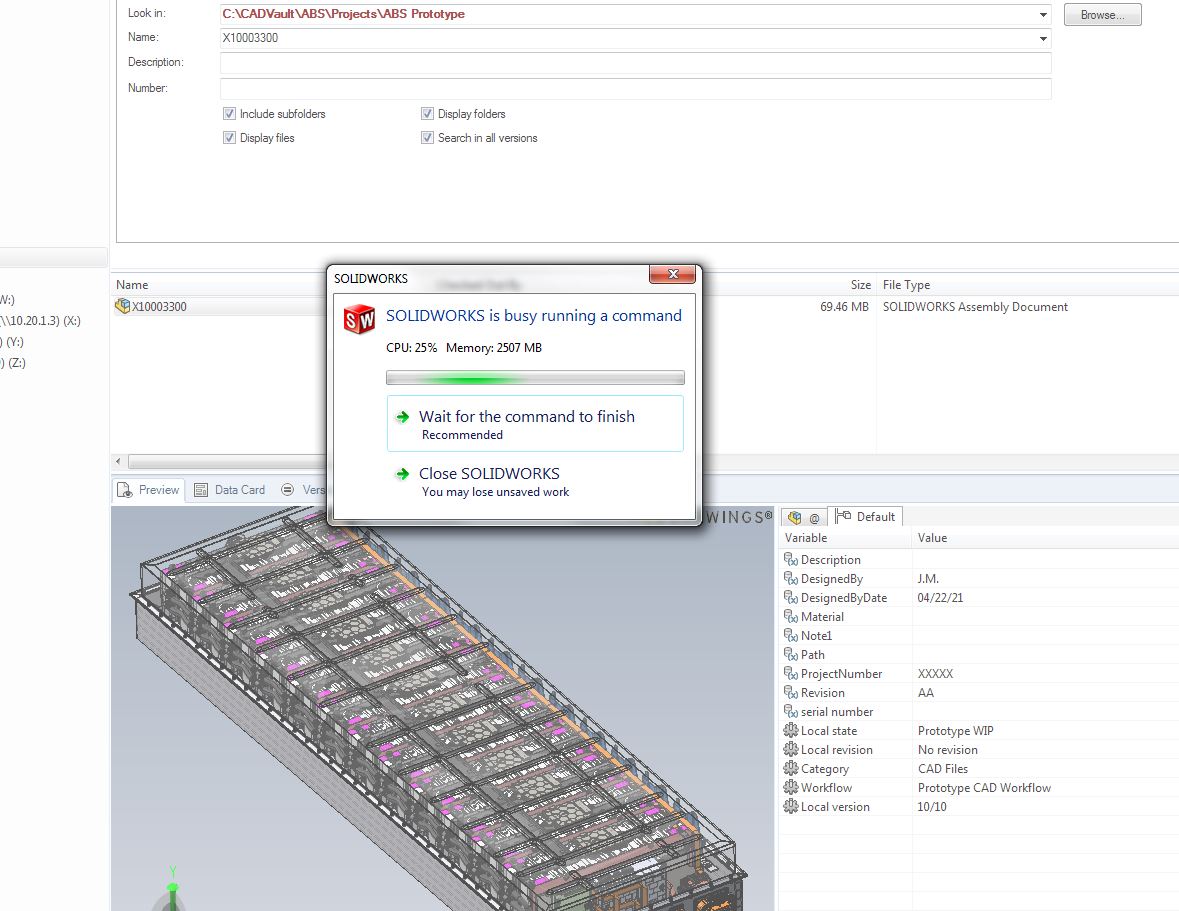 Look in: C:\CADVault\ABS\Projects\ABS Prototype Browse...
Name: X10003300
Description:
Number:
Include subfolders Display folders
Display files Search in all versions
Name Size File Type
X10003300 69.46 MB SOLIDWORKS Assembly Document
W:)
(\\10.20.1.3) (X:)
) (Y:)
) (Z:)
SOLIDWORKS
X
SW SOLIDWORKS is busy running a command
CPU: 25% Memory: 2507 MB
Wait for the command to finish
Recommended
Close SOLIDWORKS
You may lose unsaved work
Preview Data Card Vers
WINGS®
@ Default
Variable Value
Description
DesignedBy J.M.
DesignedByDate 04/22/21
Material
Note1
Path
ProjectNumber XXXXX
Revision AA
serial number
Local state Prototype WIP
Local revision No revision
Category CAD Files
Workflow Prototype CAD Workflow
Local version 10/10
Y